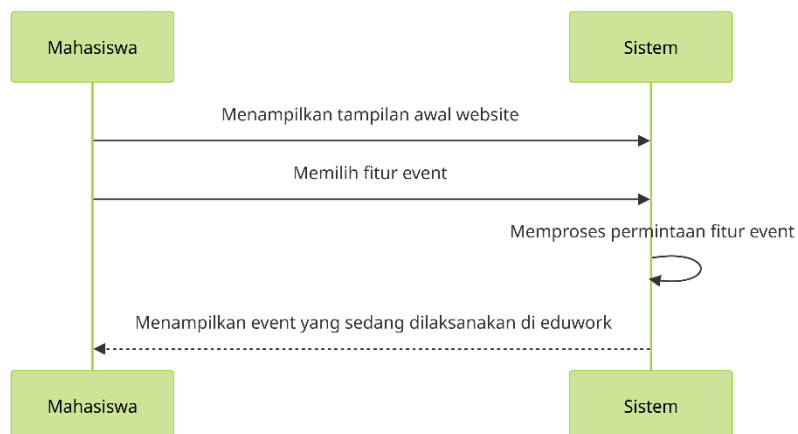 Mahasiswa
Sistem
Menampilkan tampilan awal website
Memilih fitur event
Memproses permintaan fitur event
Menampilkan event yang sedang dilaksanakan di eduwork
Mahasiswa
Sistem